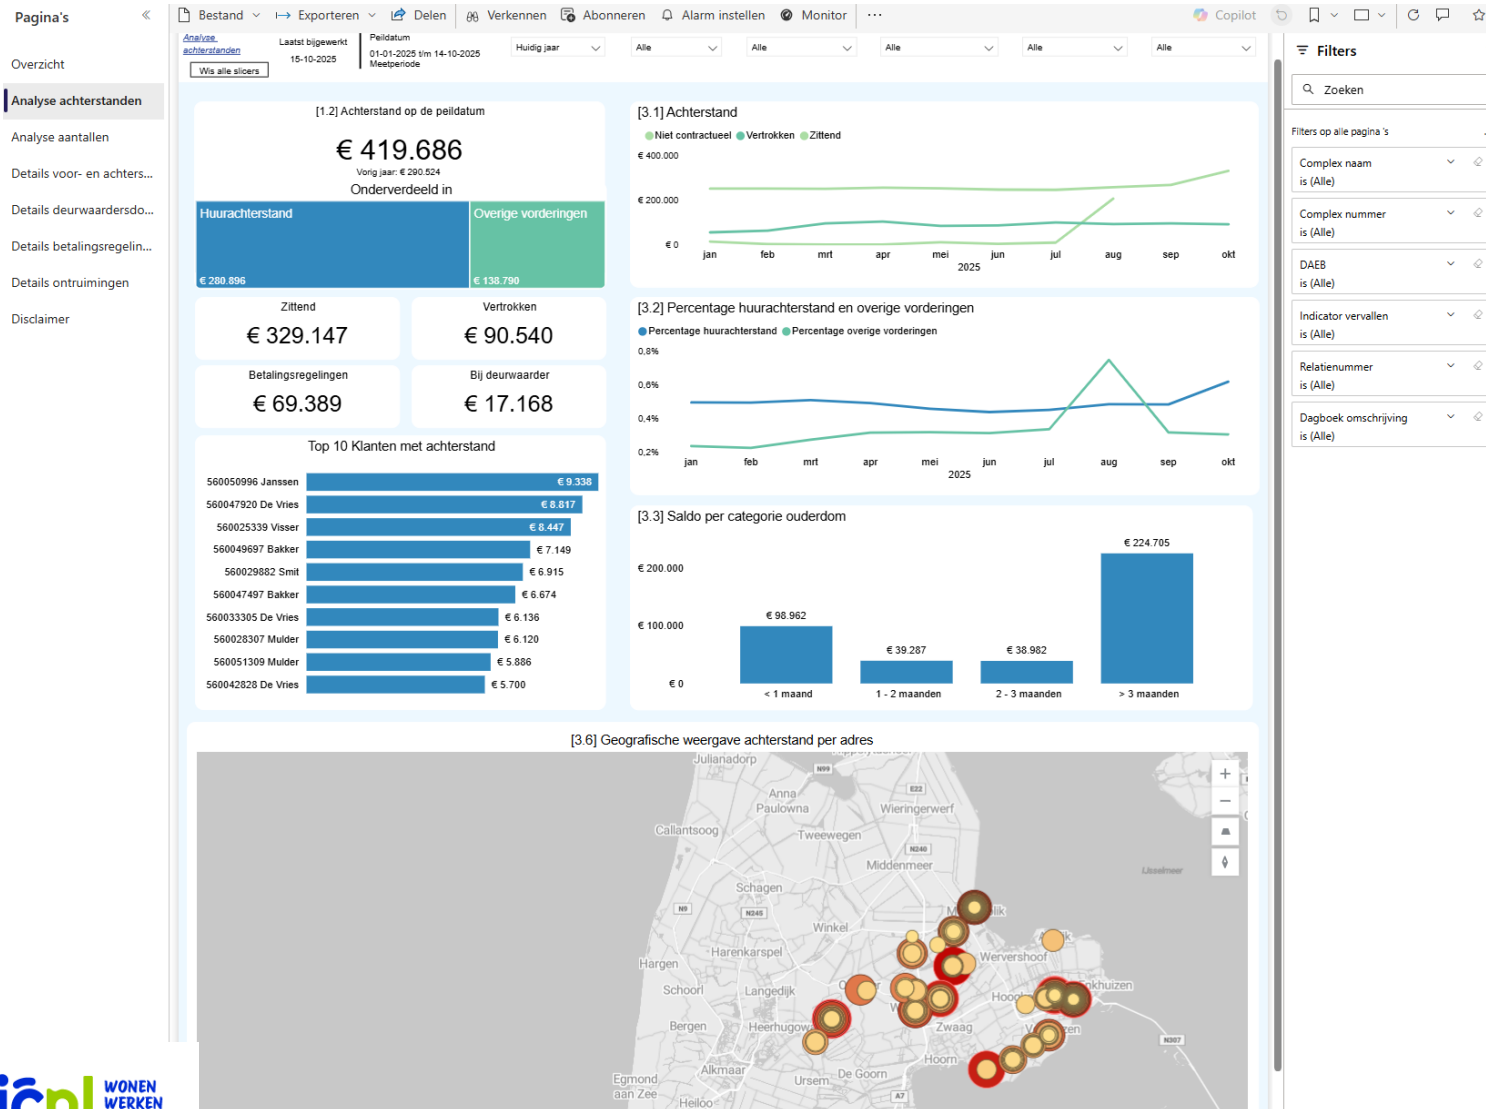 Pagina's
Overzicht
Analyse achterstanden
Analyse aantallen
Details voor- en achters...
Details deurwaardersdo...
Details betalingsregelin...
Details ontruimingen
Disclaimer
Bestand
Exporteren
Delen
Verkennen
Abonneren
Alarm instellen
Monitor
Copilot
Analyse
achterstanden
Wis alle slicers
Laatst bijgewerkt
15-10-2025
Peildatum
01-01-2025 t/m 14-10-2025
Meetperiode
Huidig jaar
Alle
Alle
Alle
Alle
Alle
[1.2] Achterstand op de peildatum
€ 419.686
Vorig jaar: € 290.524
Onderverdeeld in
Huurachterstand
€ 280.896
Overige vorderingen
€ 138.790
Zittend
€ 329.147
Vertrokken
€ 90.540
Betalingsregelingen
€ 69.389
Bij deurwaarder
€ 17.168
Top 10 Klanten met achterstand
560050996 Janssen € 9.338
560047920 De Vries € 8.817
560025339 Visser € 8.447
560049697 Bakker € 7.149
560029882 Smit € 6.915
560047497 Bakker € 6.674
560033305 De Vries € 6.136
560028307 Mulder € 6.120
560051309 Mulder € 5.886
560042828 De Vries € 5.700
[3.1] Achterstand
Niet contractueel Vertrokken Zittend
€ 400.000
€ 200.000
€ 0
jan feb mrt apr mei jun jul aug sep okt
2025
[3.2] Percentage huurachterstand en overige vorderingen
Percentage huurachterstand Percentage overige vorderingen
0,8%
0,6%
0,4%
0,2%
jan feb mrt apr mei jun jul aug sep okt
2025
[3.3] Saldo per categorie ouderdom
€ 200.000
€ 100.000
€ 0
€ 98.962
€ 39.287
€ 38.982
€ 224.705
< 1 maand 1 - 2 maanden 2 - 3 maanden > 3 maanden
[3.6] Geografische weergave achterstand per adres
Julianadorp
N99
Anna
Paulowna
E22
Wieringerwerf
Callantsoog
Tweewegen
N240
Middenmeer
IJsselmeer
Schagen
N9
N245
Winkel
Harenkarspel
Hargen
Wervershoof
Schoorl
Langedijk
Bergen
Zwaag
N307
Hoorn
Alkmaar
De Goorn
Ursem
Egmond
aan Zee
A7
Heiloo
Filters
Zoeken
Filters op alle pagina 's
Complex naam
is (Alle)
Complex nummer
is (Alle)
DAEB
is (Alle)
Indicator vervallen
is (Alle)
Relatienummer
is (Alle)
Dagboek omschrijving
is (Alle)
WONEN
WERKEN